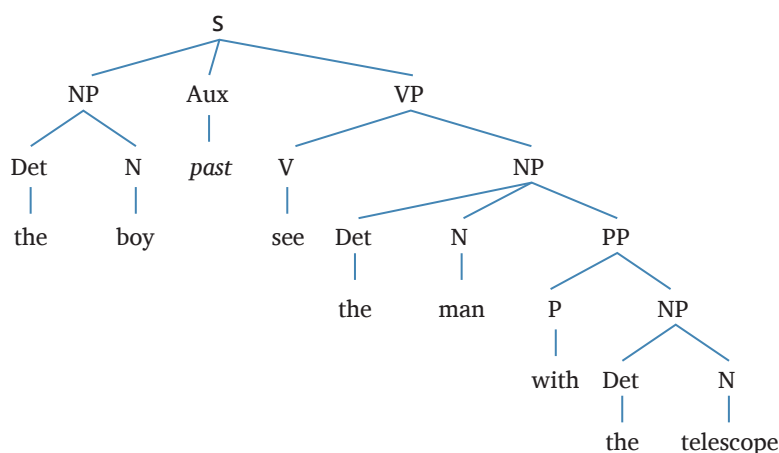 S
NP Aux VP
Det N past V NP
the boy see Det N PP
the man P NP
with Det N
the telescope